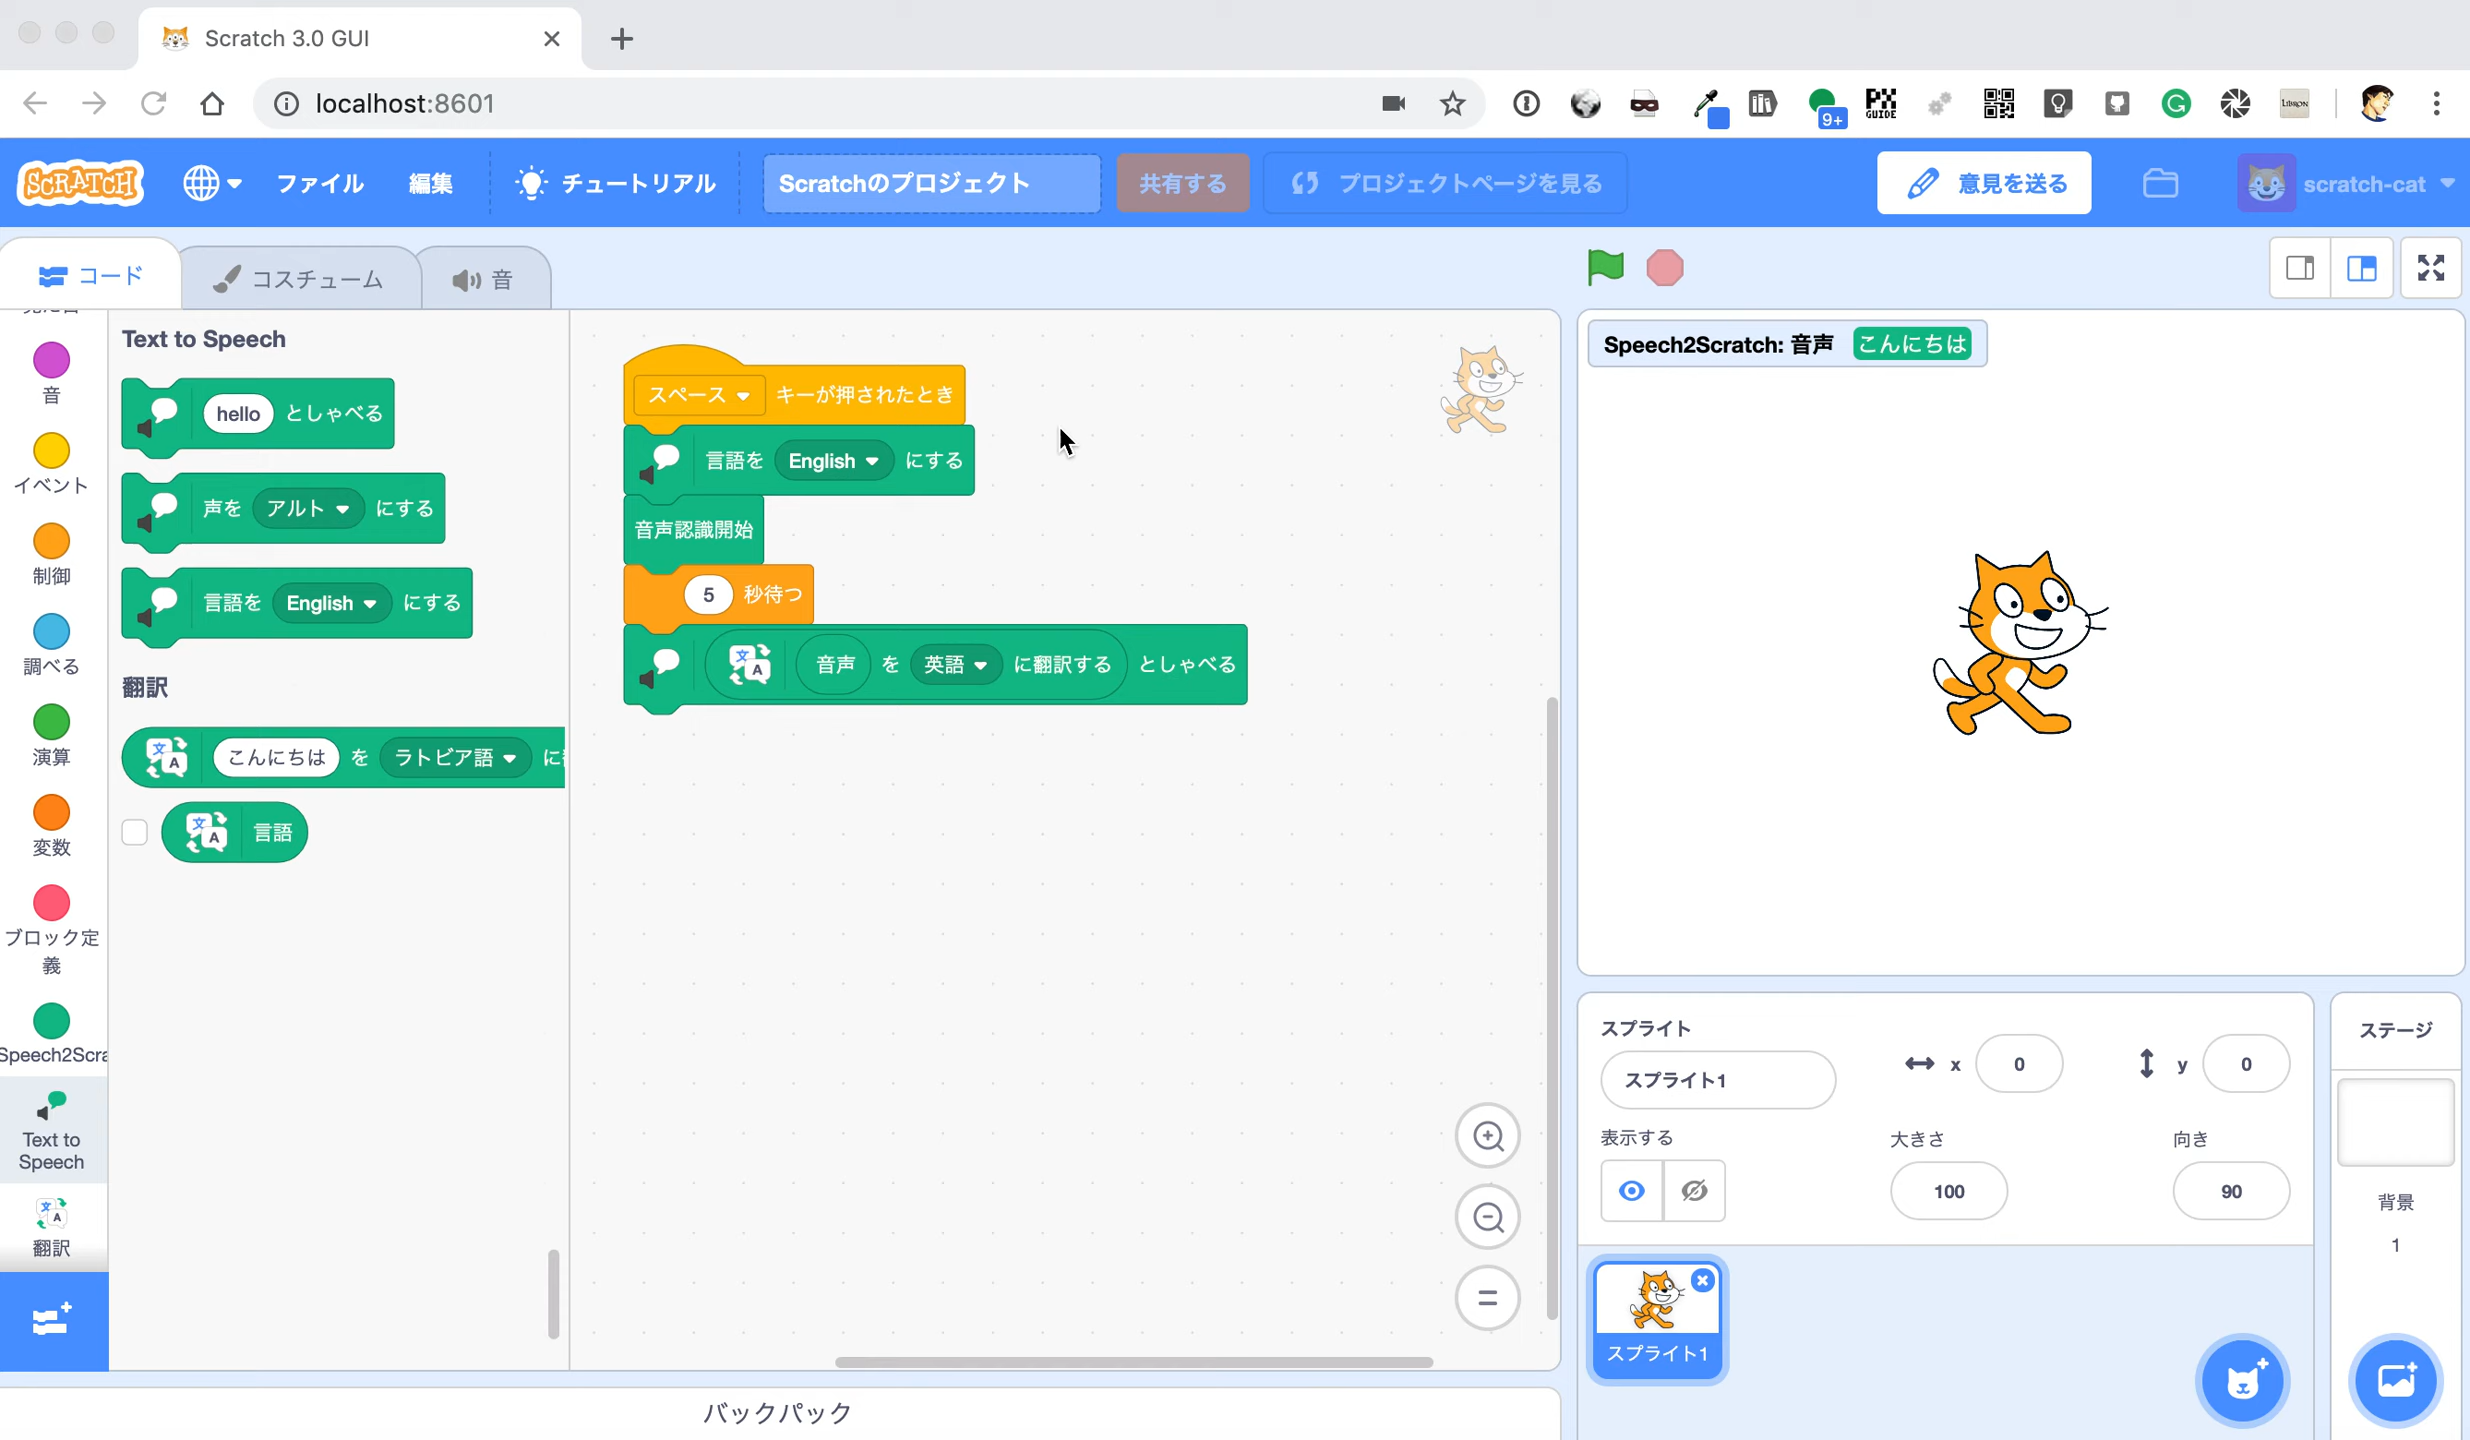 Scratch 3.0 GUI
localhost:8601
9+
PX GUIDE
LIBRON
SCRATCH
ファイル
編集
チュートリアル
Scratchのプロジェクト
共有する
プロジェクトページを見る
意見を送る
scratch-cat
コード
コスチューム
音
音
イベント
制御
調べる
演算
変数
ブロック定
義
Speech2Scra
Text to
Speech
翻訳
Text to Speech
hello としゃべる
声を アルト にする
言語を English にする
翻訳
こんにちは を ラトビア語 に
言語
スペース キーが押されたとき
言語を English にする
音声認識開始
5 秒待つ
音声 を 英語 に翻訳する としゃべる
Speech2Scratch: 音声 こんにちは
スプライト
スプライト1
x 0
y 0
表示する
大きさ
100
向き
90
スプライト1
ステージ
背景
1
バックパック